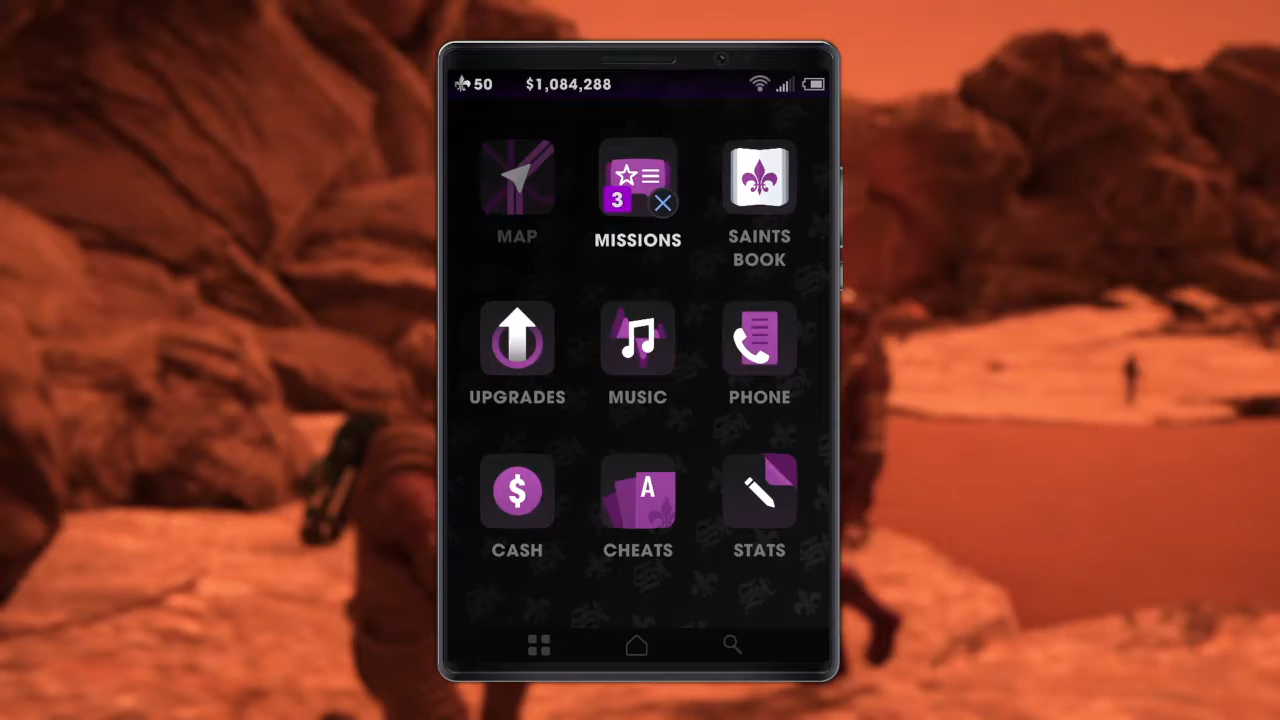 50 $1,084,288
3
MAP MISSIONS SAINTS
BOOK
UPGRADES MUSIC PHONE
A
CASH CHEATS STATS